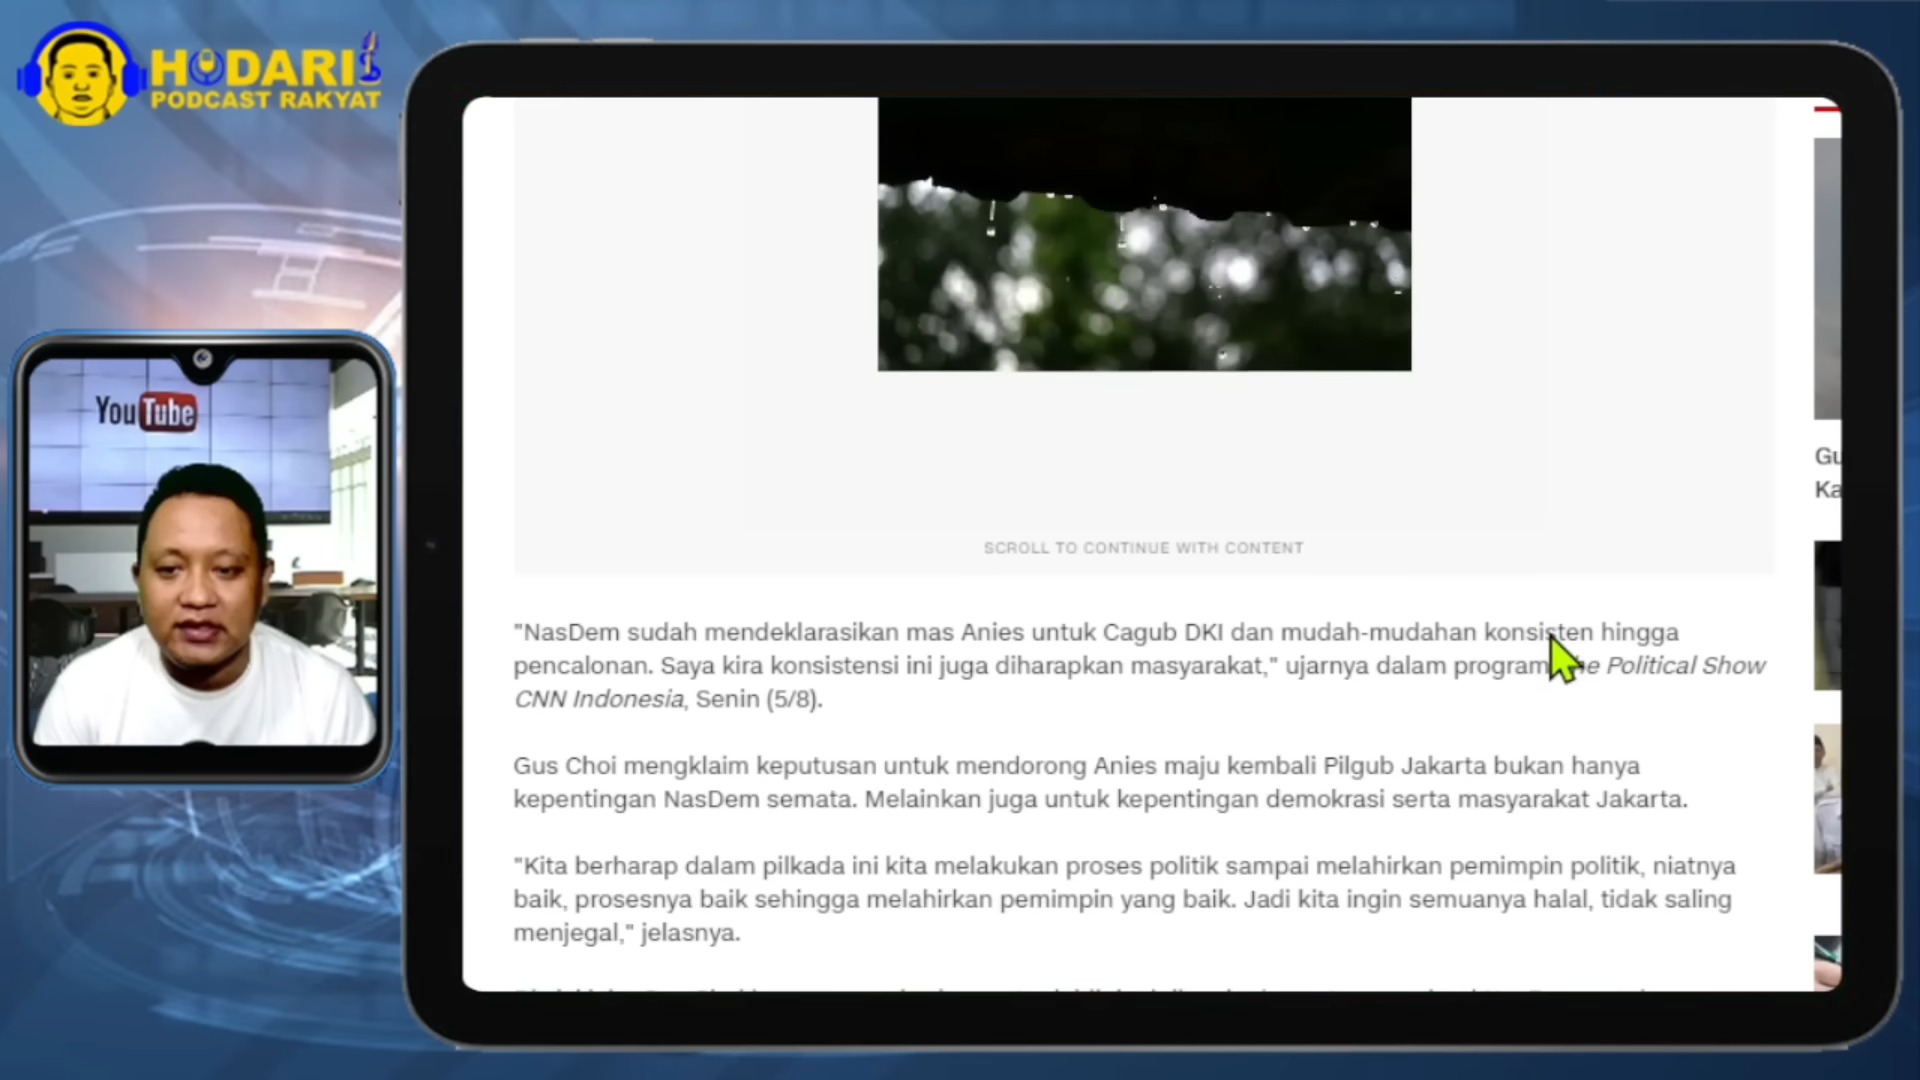 HODARI
PODCAST RAKYAT
YouTube
SCROLL TO CONTINUE WITH CONTENT
"NasDem sudah mendeklarasikan mas Anies untuk Cagub DKI dan mudah-mudahan konsisten hingga
pencalonan. Saya kira konsistensi ini juga diharapkan masyarakat," ujarnya dalam program Political Show
CNN Indonesia, Senin (5/8).
Gus Choi mengklaim keputusan untuk mendorong Anies maju kembali Pilgub Jakarta bukan hanya
kepentingan NasDem semata. Melainkan juga untuk kepentingan demokrasi serta masyarakat Jakarta.
"Kita berharap dalam pilkada ini kita melakukan proses politik sampai melahirkan pemimpin politik, niatnya
baik, prosesnya baik sehingga melahirkan pemimpin yang baik. Jadi kita ingin semuanya halal, tidak saling
menjegal," jelasnya.
Gu
Ka